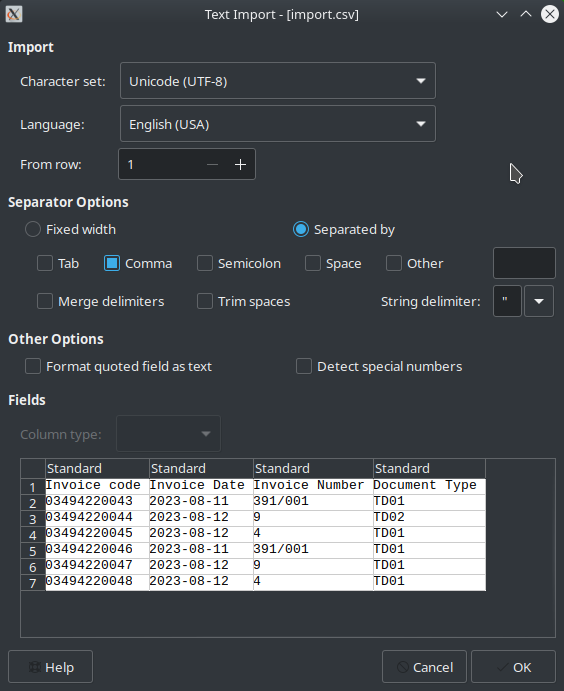 Text Import - [import.csv]
Import
Character set: Unicode (UTF-8)
Language: English (USA)
From row: 1
Separator Options
Fixed width Separated by
Tab Comma Semicolon Space Other
Merge delimiters Trim spaces String delimiter: "
Other Options
Format quoted field as text Detect special numbers
Fields
Column type:
Standard Standard Standard Standard
1 Invoice code Invoice Date Invoice Number Document Type
2 03494220043 2023-08-11 391/001 TD01
3 03494220044 2023-08-12 9 TD02
4 03494220045 2023-08-12 4 TD01
5 03494220046 2023-08-11 391/001 TD01
6 03494220047 2023-08-12 9 TD01
7 03494220048 2023-08-12 4 TD01
Help Cancel OK